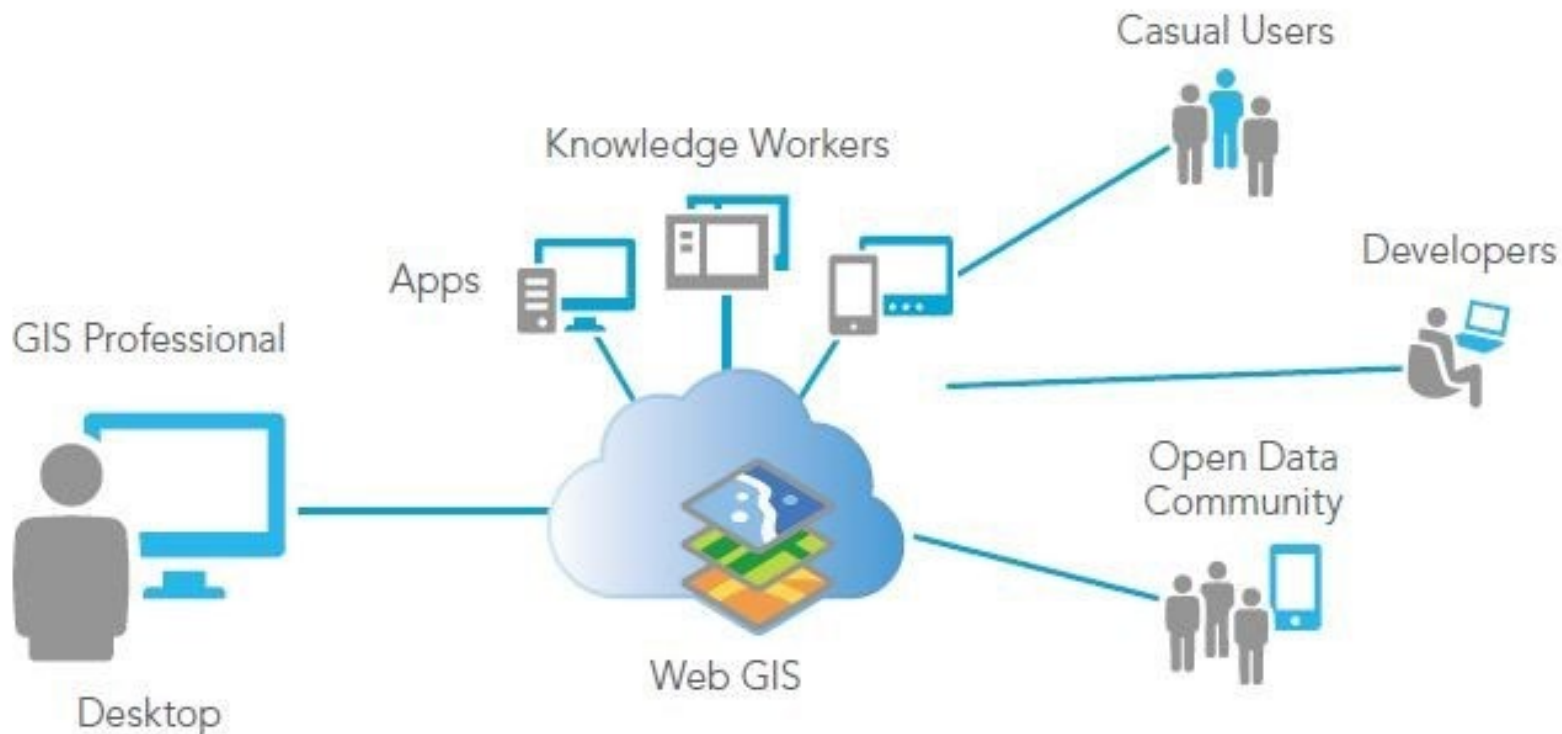 Casual Users
Knowledge Workers
Developers
Apps
GIS Professional
Open Data
Community
Web GIS
Desktop